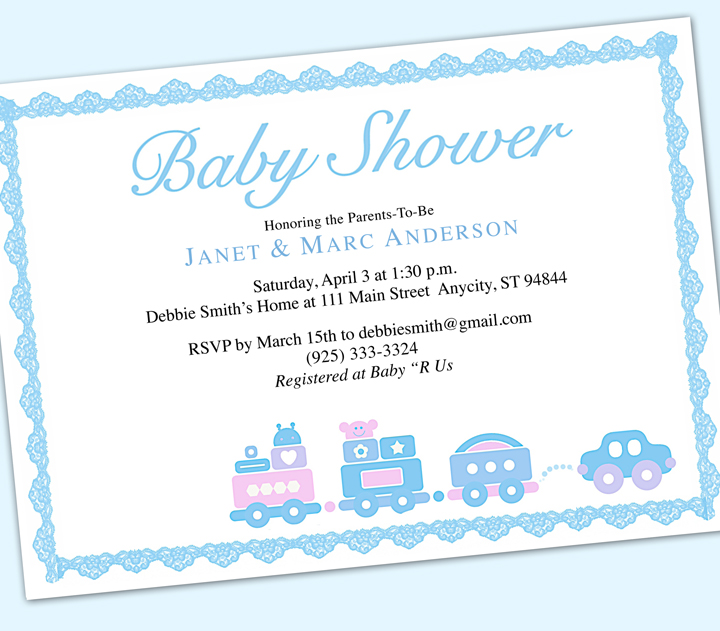 Baby Shower
Honoring the Parents-To-Be
JANET & MARC ANDERSON
Saturday, April 3 at 1:30 p.m.
Debbie Smith’s Home at 111 Main Street  Anycity, ST 94844
RSVP by March 15th to debbiesmith@gmail.com
(925) 333-3324
Registered at Baby “R Us